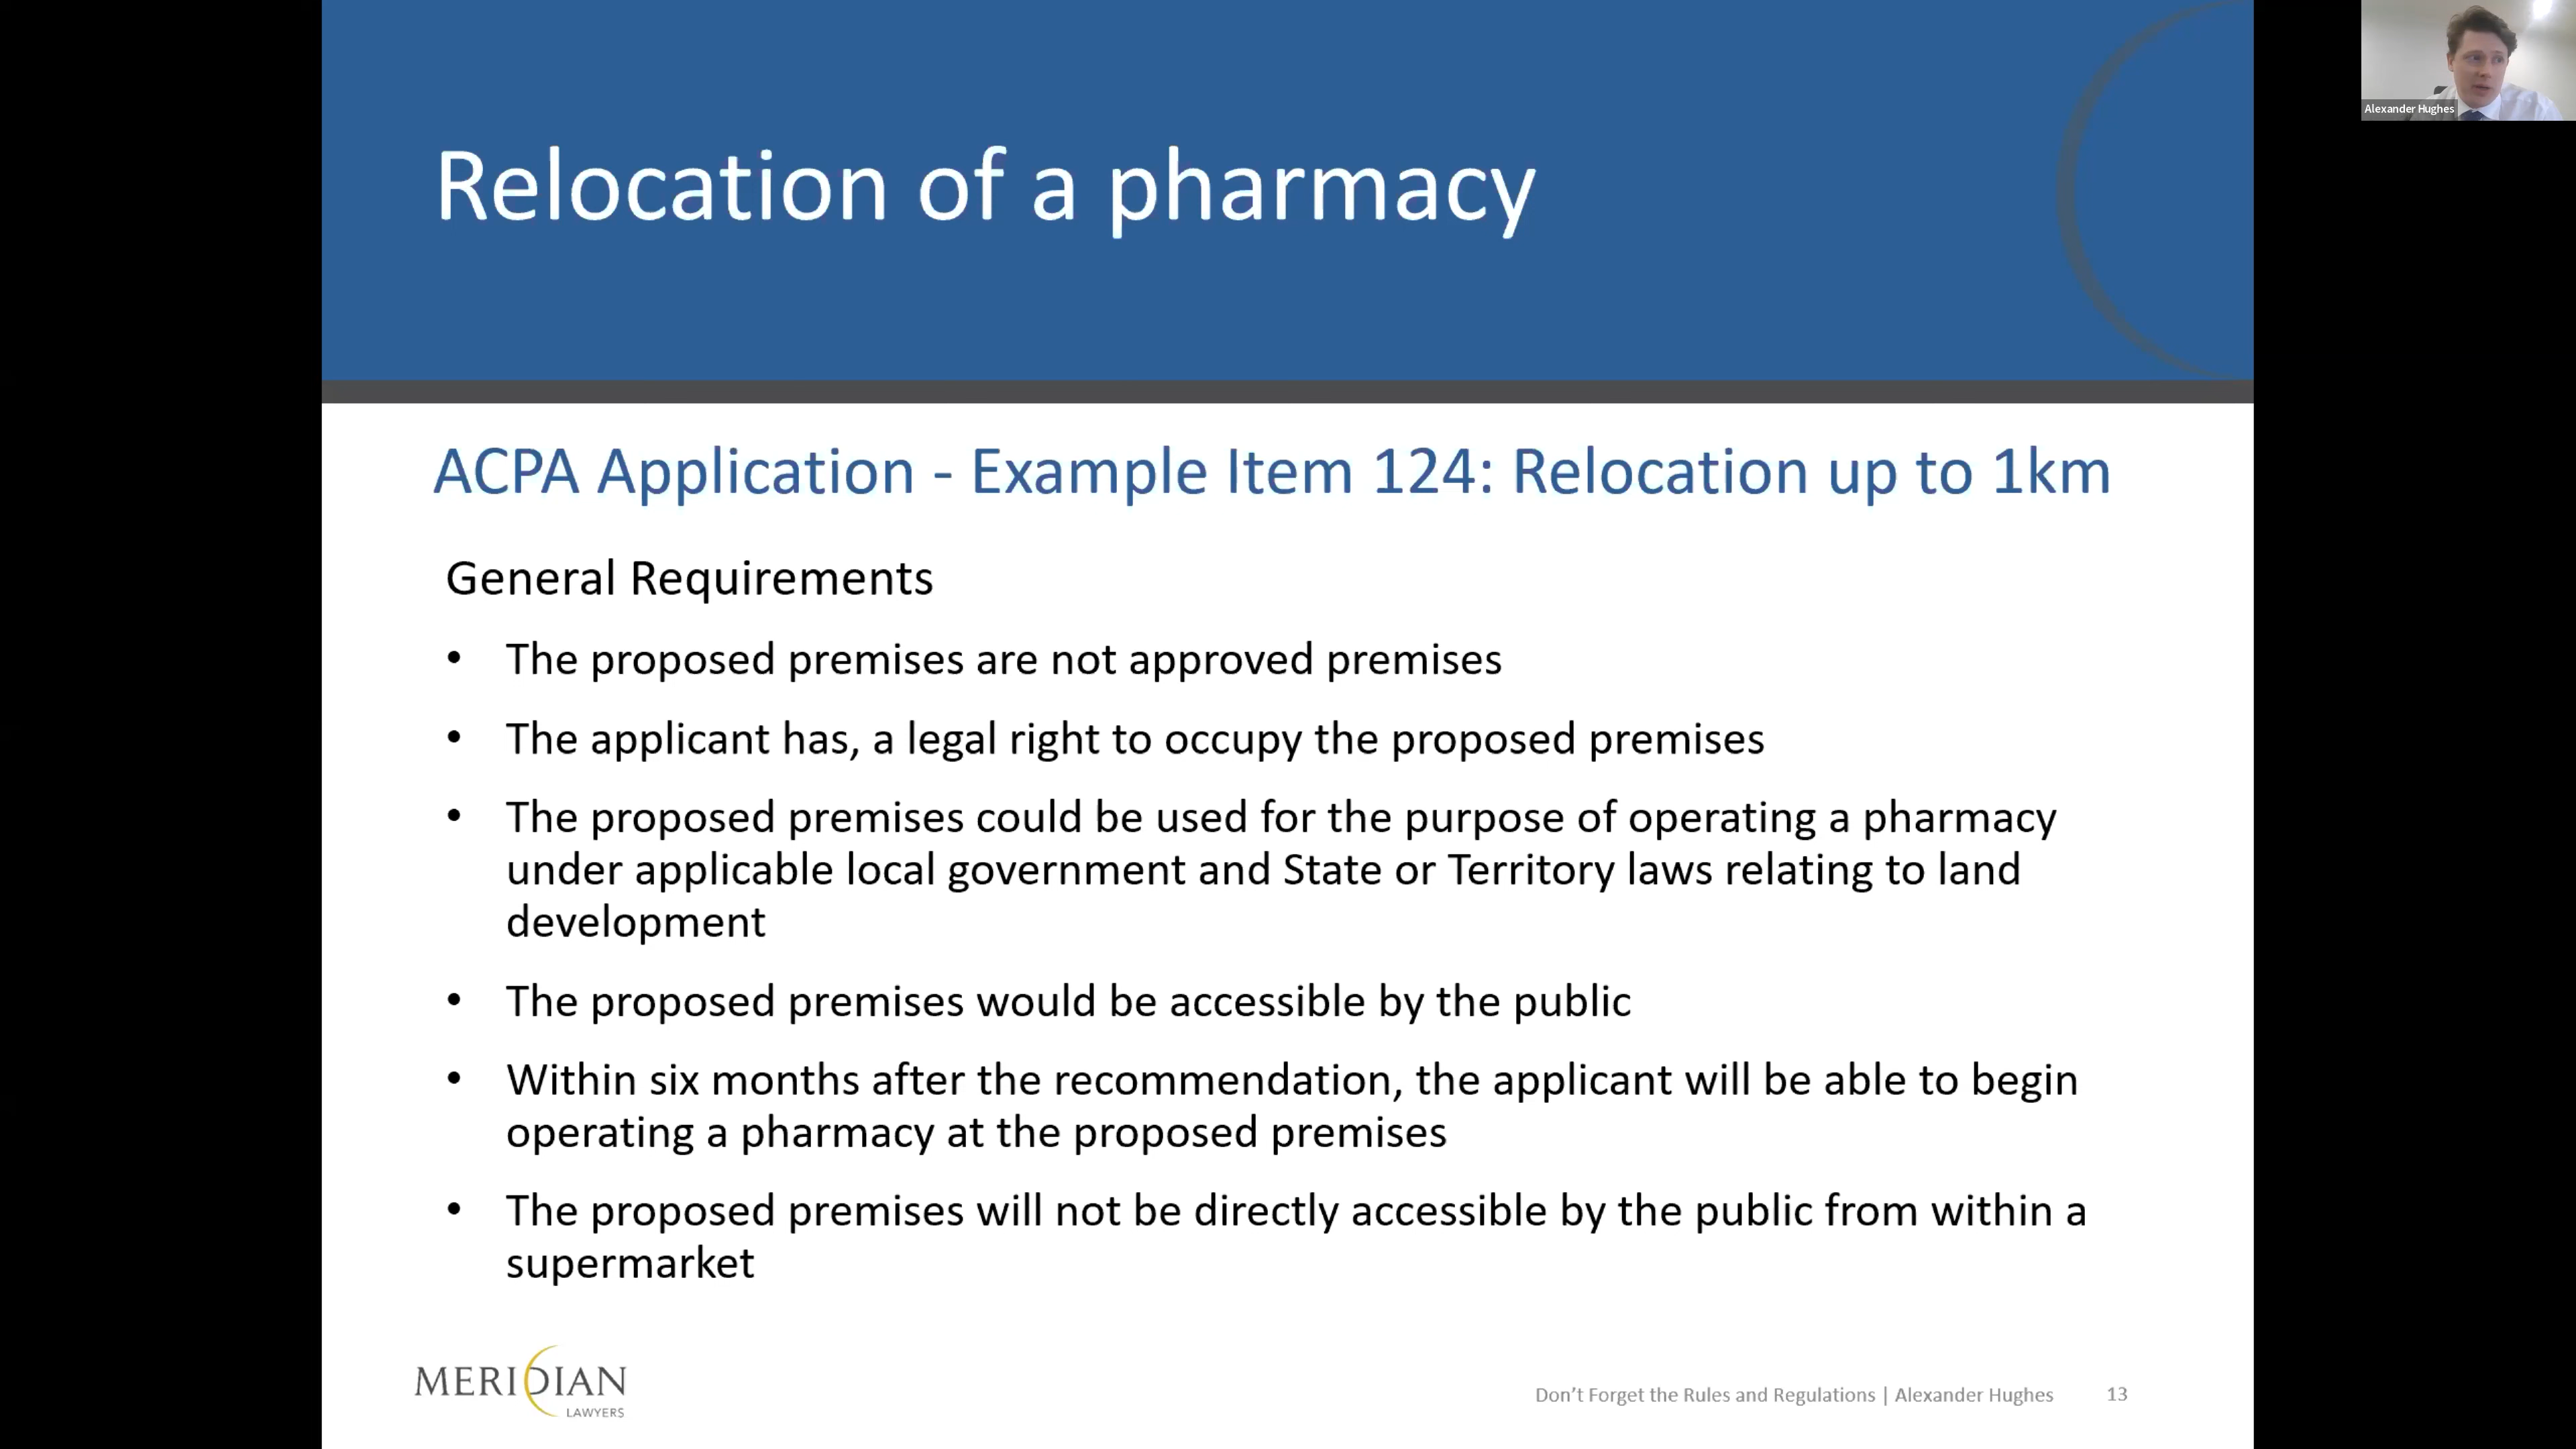 Relocation of a pharmacy
Alexander Hughes
ACPA Application - Example Item 124: Relocation up to 1km
General Requirements
• The proposed premises are not approved premises
• The applicant has, a legal right to occupy the proposed premises
• The proposed premises could be used for the purpose of operating a pharmacy
under applicable local government and State or Territory laws relating to land
development
• The proposed premises would be accessible by the public
• Within six months after the recommendation, the applicant will be able to begin
operating a pharmacy at the proposed premises
• The proposed premises will not be directly accessible by the public from within a
supermarket
MERIDIAN
LAWYERS
Don't Forget the Rules and Regulations | Alexander Hughes 13